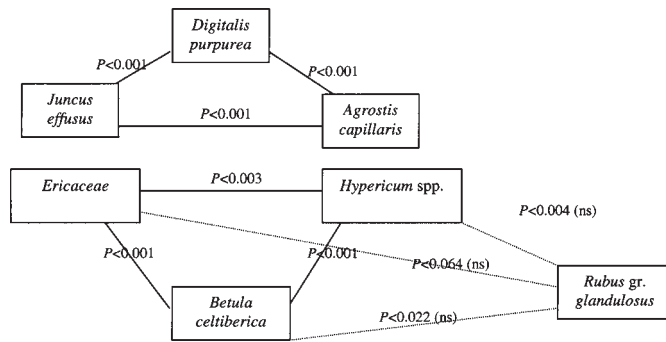 Digitalis
purpurea
P<0.001
P<0.001
Juncus
effusus
P<0.001
Agrostis
capillaris
Ericaceae
P<0.003
Hypericum spp.
P<0.004 (ns)
P<0.001
P<0.001
P<0.064 (ns)
Rubus gr.
glandulosus
Betula
celtiberica
P<0.022 (ns)